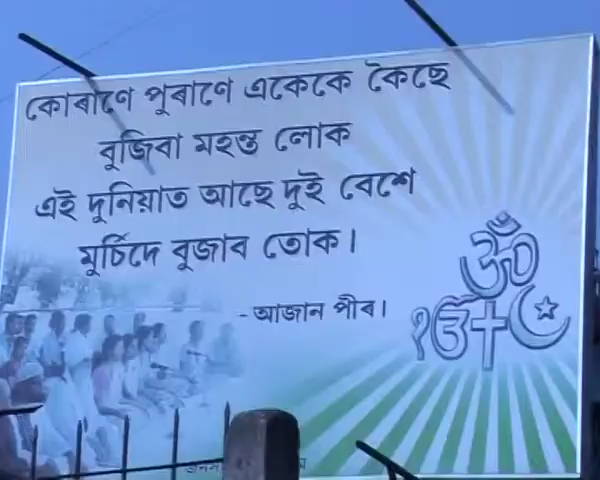 কোৰাণে পুৰাণে একেকে কৈছে
বুজিবা মহন্ত লোক
এই দুনিয়াত আছে দুই বেশে
মুৰ্চিদে বুজাব তোক।
- আজান পীৰ।